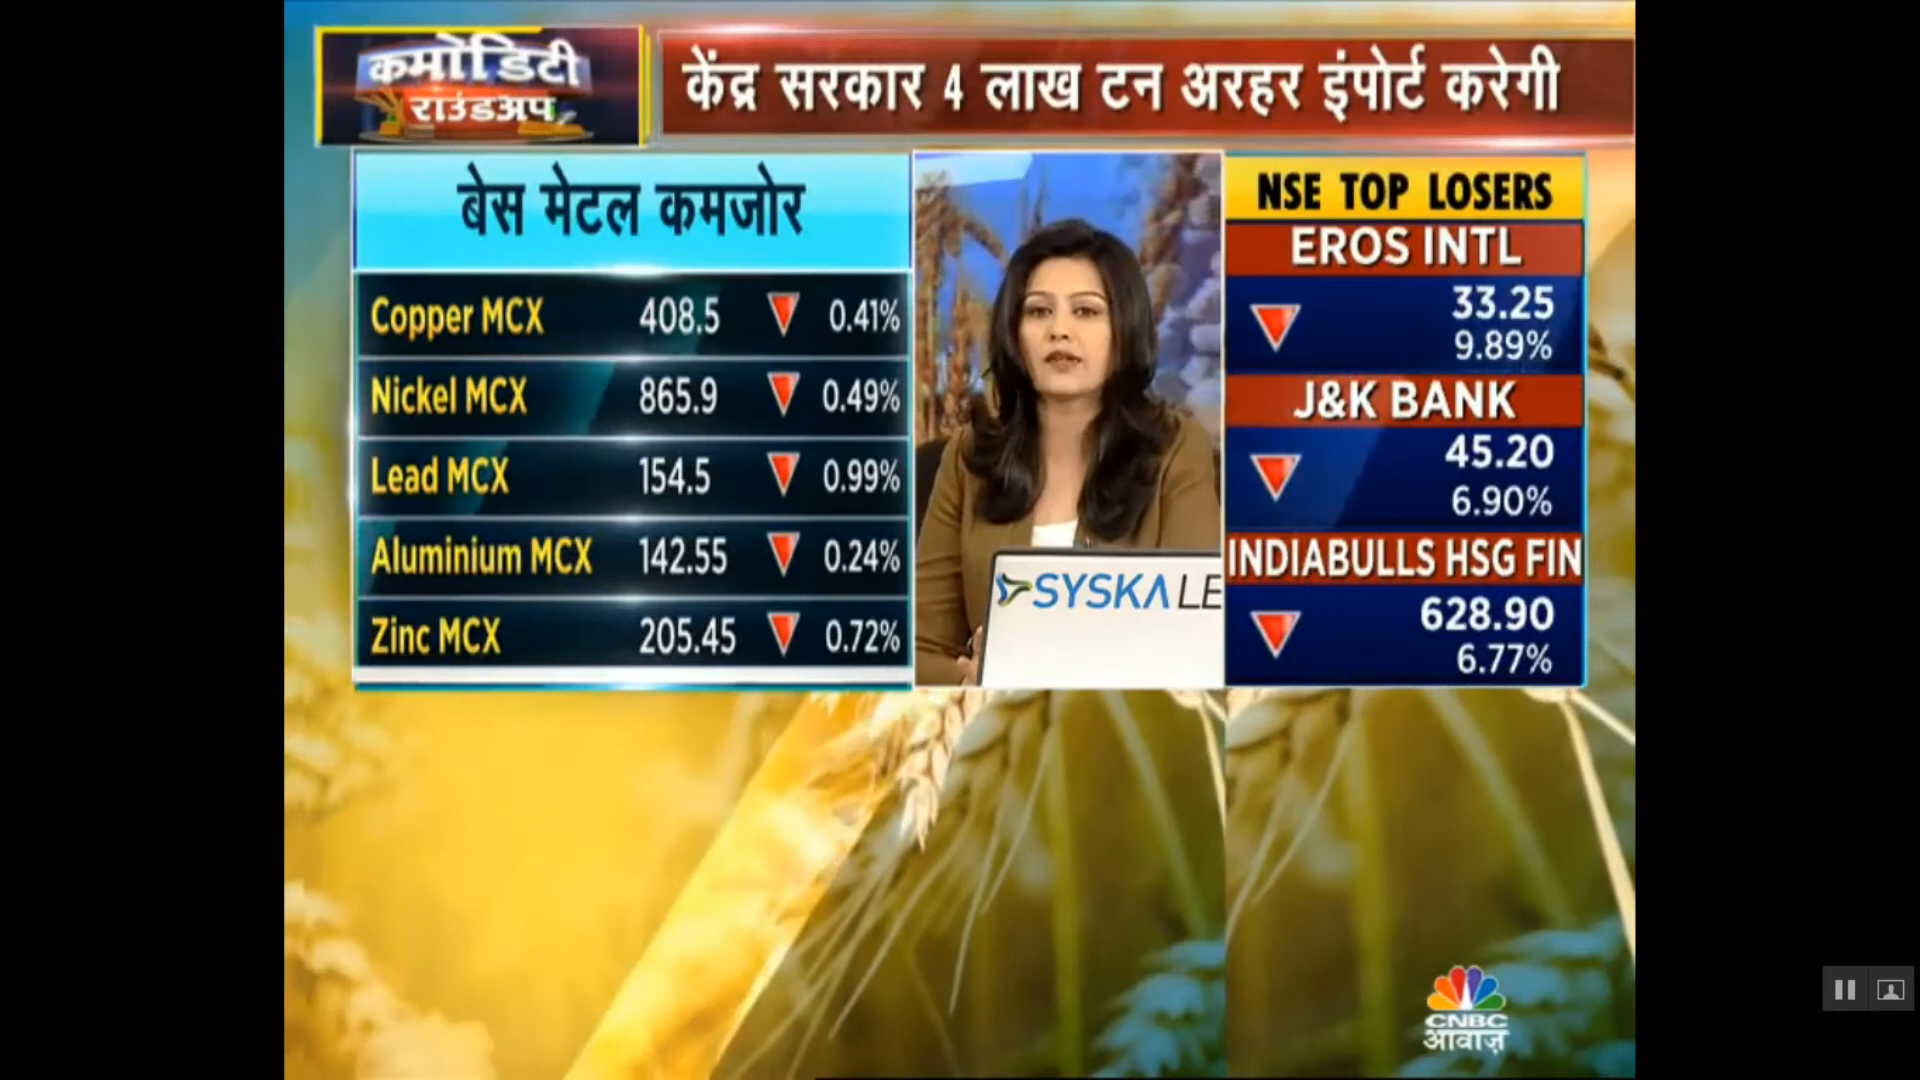 कमोडिटी
राउंडअप
केंद्र सरकार 4 लाख टन अरहर इंपोर्ट करेगी
बेस मेटल कमजोर
Copper MCX 408.5 0.41%
Nickel MCX 865.9 0.49%
Lead MCX 154.5 0.99%
Aluminium MCX 142.55 0.24%
Zinc MCX 205.45 0.72%
SYSKA LE
NSE TOP LOSERS
EROS INTL
33.25
9.89%
J&K BANK
45.20
6.90%
INDIABULLS HSG FIN
628.90
6.77%
CNBC
आवाज़